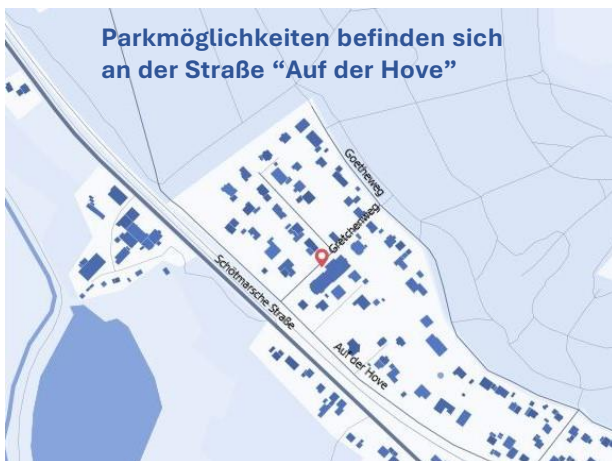 Parkmöglichkeiten befinden sich
an der Straße “Auf der Hove”
Goetheweg
Gretchenweg
Schötmarsche Straße
Auf der Hove